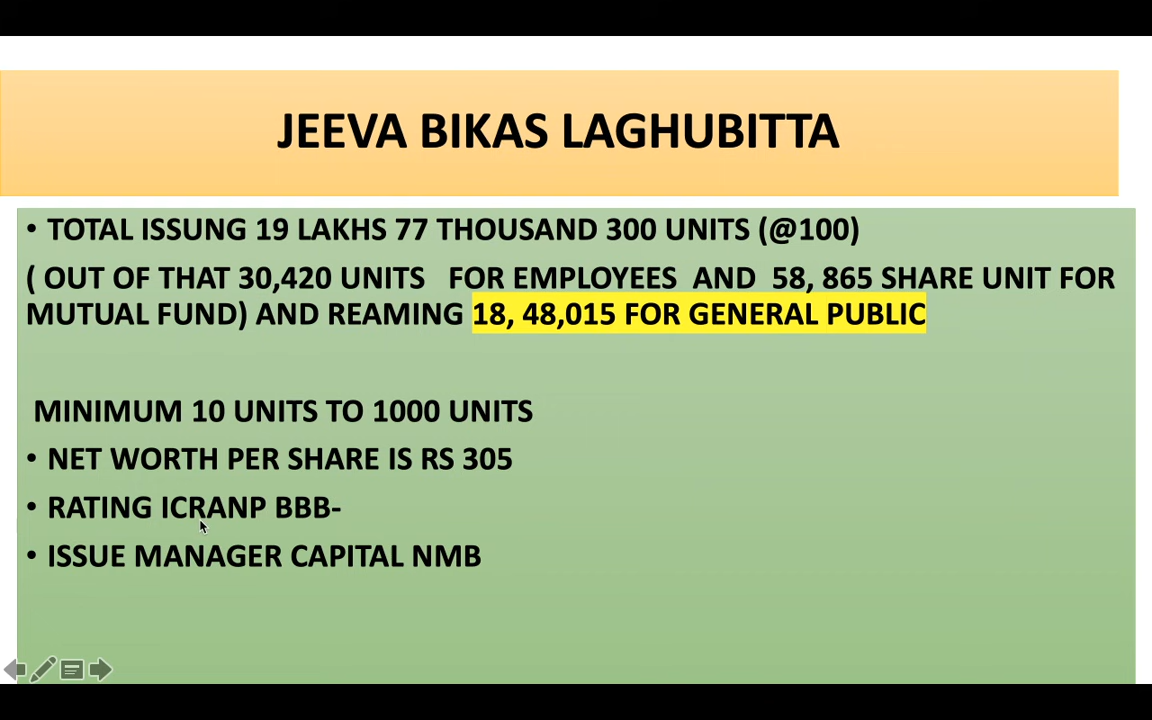 JEEVA BIKAS LAGHUBITTA
• TOTAL ISSUNG 19 LAKHS 77 THOUSAND 300 UNITS (@100)
( OUT OF THAT 30,420 UNITS FOR EMPLOYEES AND 58, 865 SHARE UNIT FOR
MUTUAL FUND) AND REAMING 18, 48,015 FOR GENERAL PUBLIC
MINIMUM 10 UNITS TO 1000 UNITS
• NET WORTH PER SHARE IS RS 305
• RATING ICRANP BBB-
• ISSUE MANAGER CAPITAL NMB